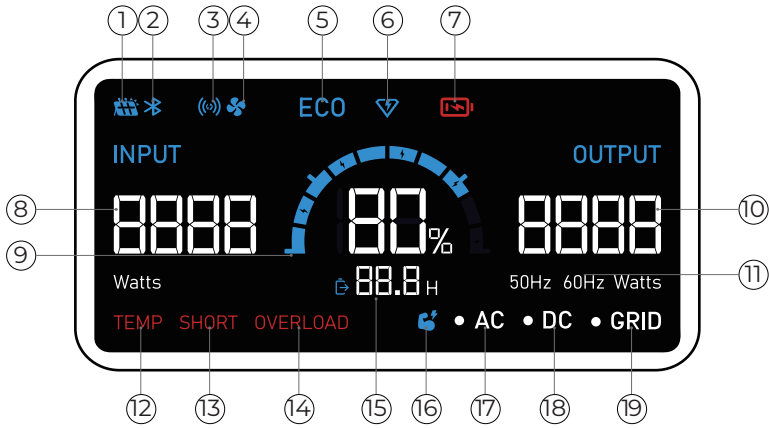 ① ② ③ ④ ⑤ ⑥ ⑦
ECO
INPUT OUTPUT
⑧ 8888 80% 8888 ⑩
⑨
Watts 88.8 H 50Hz 60Hz Watts ⑪
TEMP SHORT OVERLOAD AC DC GRID
⑫ ⑬ ⑭ ⑮ ⑯ ⑰ ⑱ ⑲